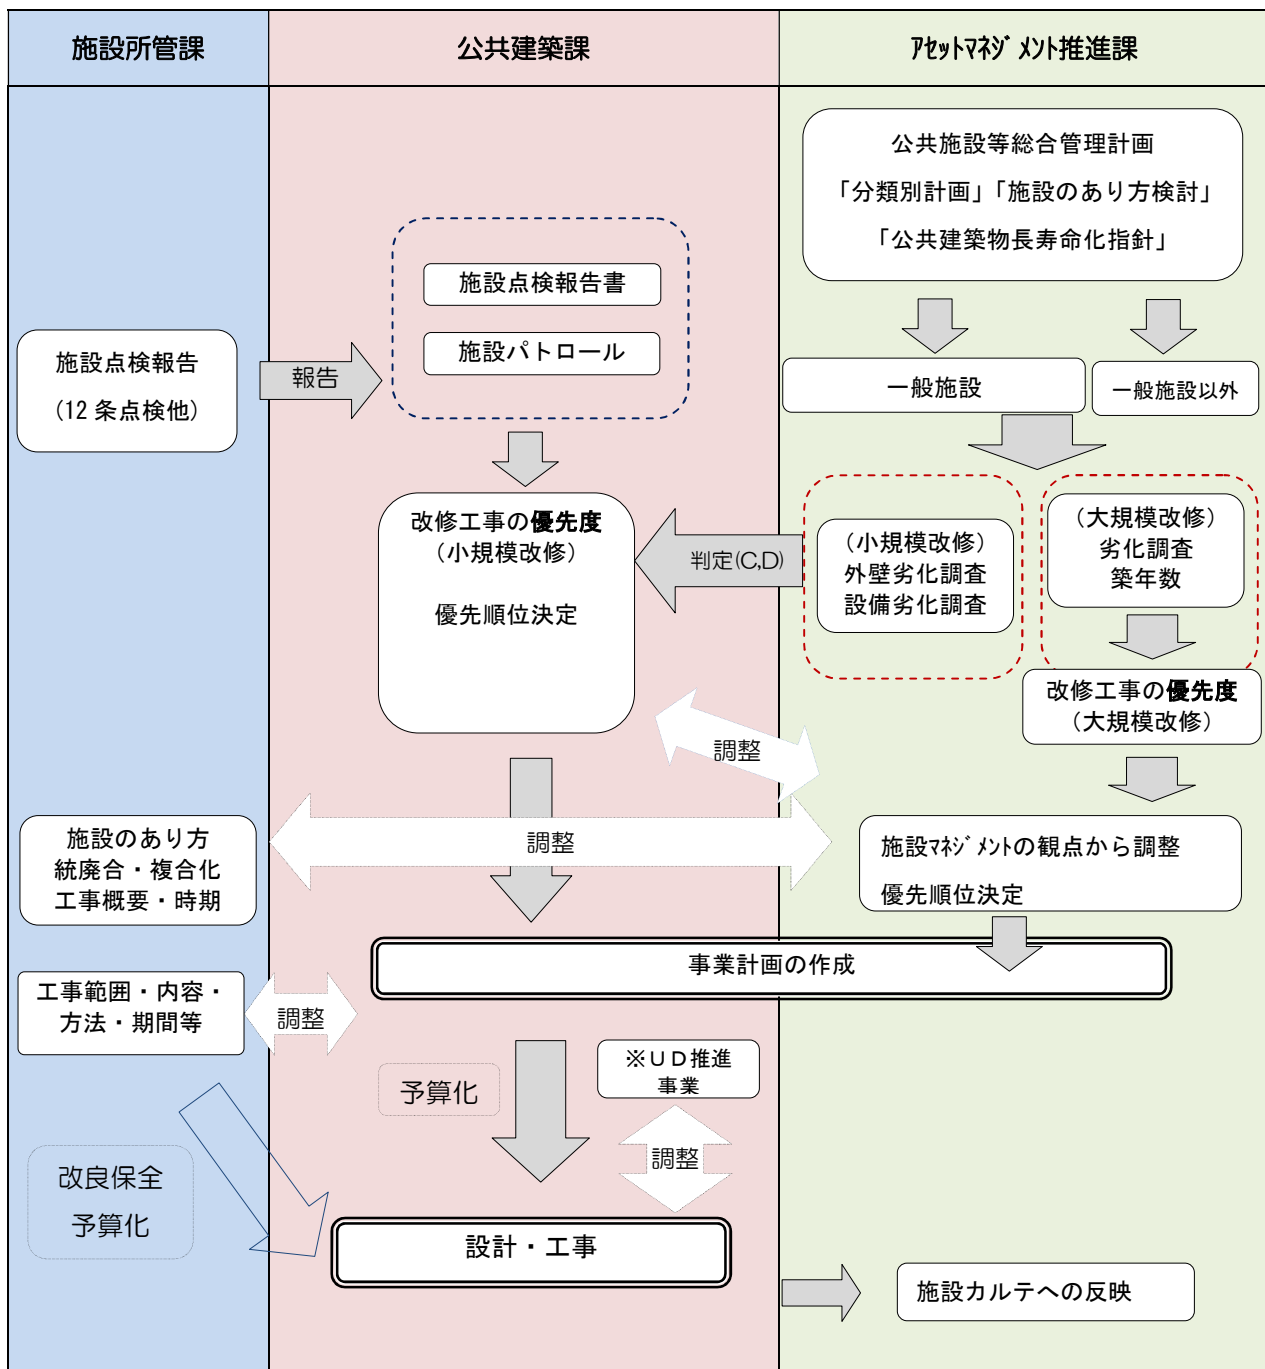 施設所管課
公共建築課
ｱｾｯﾄﾏﾈｼﾞﾒﾝﾄ推進課
公共施設等総合管理計画
「分類別計画」「施設のあり方検討」
「公共建築物長寿命化指針」
施設点検報告書
施設パトロール
施設点検報告
(12 条点検他)
報告
一般施設
一般施設以外
改修工事の優先度
（小規模改修）
優先順位決定
判定(C,D)
（小規模改修）
外壁劣化調査
設備劣化調査
（大規模改修）
劣化調査
築年数
改修工事の優先度
（大規模改修）
調整
施設のあり方
統廃合・複合化
工事概要・時期
調整
施設ﾏﾈｼﾞﾒﾝﾄの観点から調整
優先順位決定
事業計画の作成
工事範囲・内容・
方法・期間等
調整
予算化
※ＵＤ推進
事業
調整
改良保全
予算化
設計・工事
施設カルテへの反映